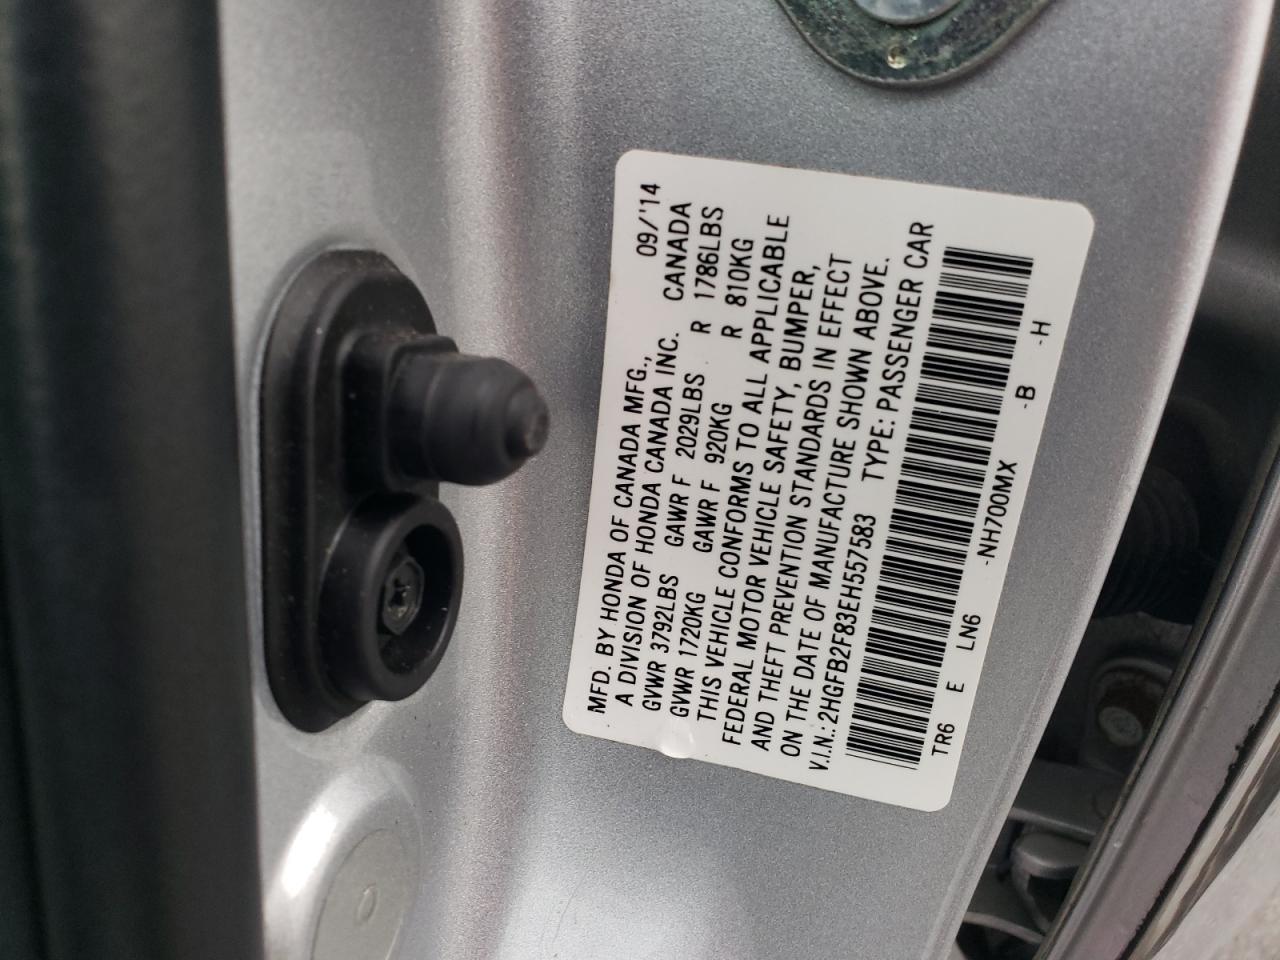 MFD. BY HONDA OF CANADA MFG., 09/'14
A DIVISION OF HONDA CANADA INC. CANADA
GVWR 3792LBS GAWR F 2029LBS R 1786LBS
GVWR 1720KG GAWR F 920KG R 810KG
THIS VEHICLE CONFORMS TO ALL APPLICABLE
FEDERAL MOTOR VEHICLE SAFETY, BUMPER,
AND THEFT PREVENTION STANDARDS IN EFFECT
ON THE DATE OF MANUFACTURE SHOWN ABOVE.
V.I.N.: 2HGFB2F83EH557583 TYPE: PASSENGER CAR
TR6 E LN6 -NH700MX -B -H